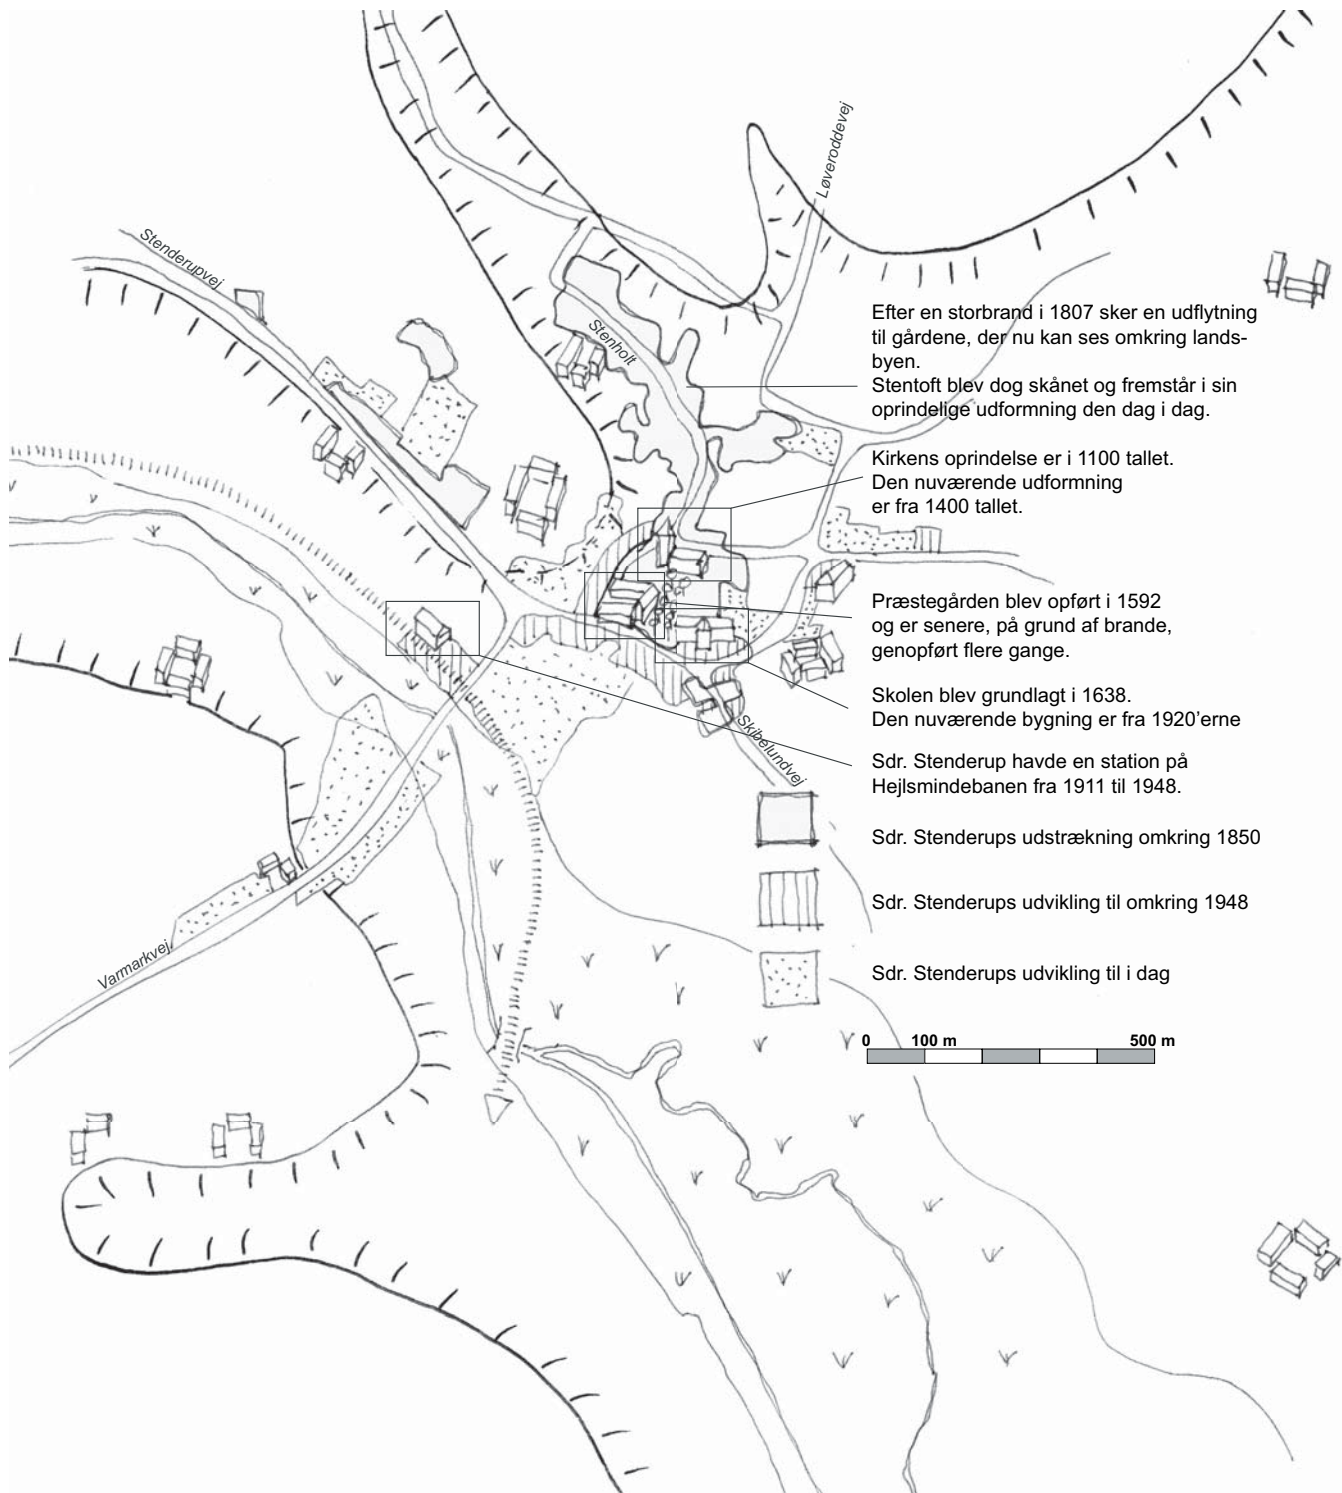 Løveroddevej
Stenderupvej
Stenholt
Efter en storbrand i 1807 sker en udflytning
til gårdene, der nu kan ses omkring lands-
byen.
Stentoft blev dog skånet og fremstår i sin
oprindelige udformning den dag i dag.
Kirkens oprindelse er i 1100 tallet.
Den nuværende udformning
er fra 1400 tallet.
Præstegården blev opført i 1592
og er senere, på grund af brande,
genopført flere gange.
Skolen blev grundlagt i 1638.
Den nuværende bygning er fra 1920'erne
Skibelundvej
Sdr. Stenderup havde en station på
Hejlsmindebanen fra 1911 til 1948.
Sdr. Stenderups udstrækning omkring 1850
Sdr. Stenderups udvikling til omkring 1948
Varmarkvej
Sdr. Stenderups udvikling til i dag
0 100 m 500 m